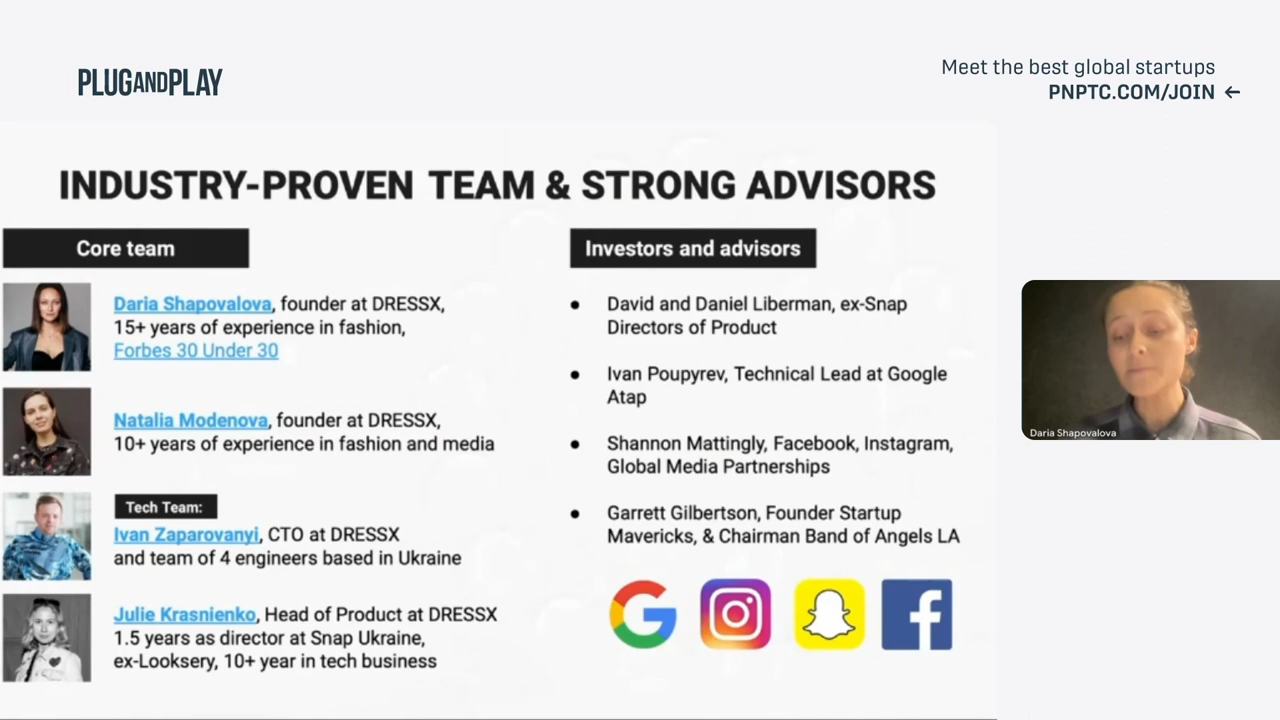 PLUGANDPLAY
Meet the best global startups
PNPTC.COM/JOIN ←
INDUSTRY-PROVEN TEAM & STRONG ADVISORS
Core team
Daria Shapovalova, founder at DRESSX,
15+ years of experience in fashion,
Forbes 30 Under 30
Natalia Modenova, founder at DRESSX,
10+ years of experience in fashion and media
Tech Team:
Ivan Zaparovanyi, CTO at DRESSX
and team of 4 engineers based in Ukraine
Julie Krasnienko, Head of Product at DRESSX
1.5 years as director at Snap Ukraine,
ex-Looksery, 10+ year in tech business
Investors and advisors
● David and Daniel Liberman, ex-Snap
Directors of Product
● Ivan Poupyrev, Technical Lead at Google
Atap
● Shannon Mattingly, Facebook, Instagram,
Global Media Partnerships
● Garrett Gilbertson, Founder Startup
Mavericks, & Chairman Band of Angels LA
Daria Shapovalova